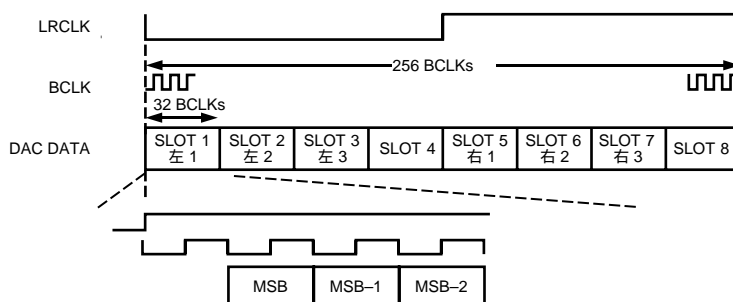 LRCLK
256 BCLKs
BCLK
32 BCLKs
DAC DATA
SLOT 1
左 1
SLOT 2
左 2
SLOT 3
左 3
SLOT 4
SLOT 5
右 1
SLOT 6
右 2
SLOT 7
右 3
SLOT 8
MSB
MSB–1
MSB–2